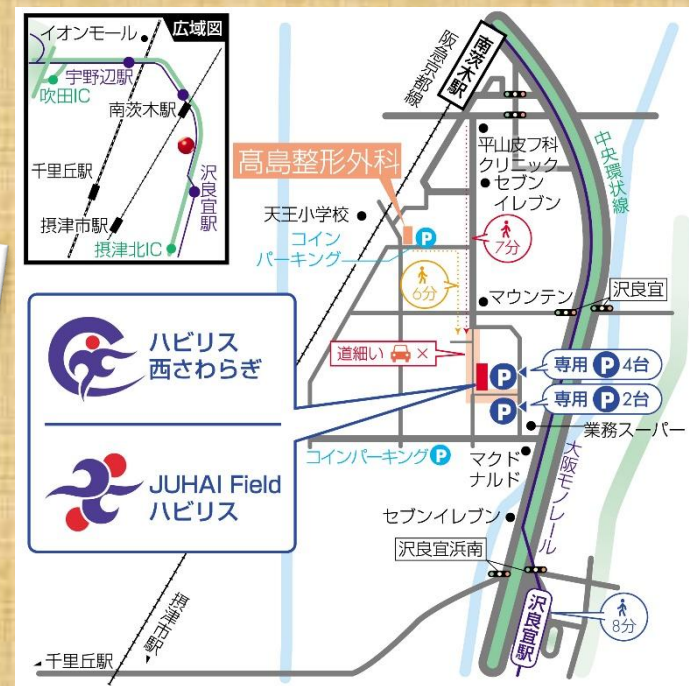 広域図
イオンモール
宇野辺駅
吹田IC
南茨木駅
千里丘駅
沢良宜駅
摂津市駅
摂津北IC
南茨木駅
阪急京都線
平山皮フ科
クリニック
セブン
イレブン
中央環状線
髙島整形外科
天王小学校
コイン
パーキング
P
7分
6分
マウンテン
沢良宜
道細い ×
P
専用 P 4台
P
専用 P 2台
業務スーパー
ハビリス
西さわらぎ
JUHAI Field
ハビリス
コインパーキング P
マクド
ナルド
大阪モノレール
セブンイレブン
沢良宜浜南
沢良宜駅
8分
摂津市駅
千里丘駅